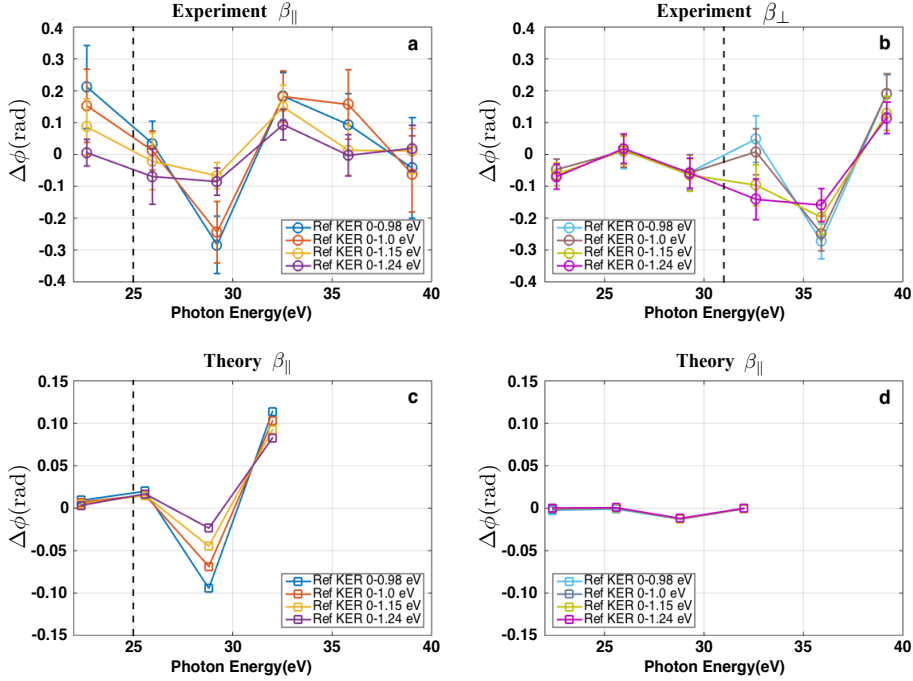 Experiment β∥
a
Δϕ(rad)
0.4
0.3
0.2
0.1
0
-0.1
-0.2
-0.3
-0.4
Ref KER 0-0.98 eV
Ref KER 0-1.0 eV
Ref KER 0-1.15 eV
Ref KER 0-1.24 eV
25 30 35 40
Photon Energy(eV)
Experiment β⊥
b
Δϕ(rad)
0.4
0.3
0.2
0.1
0
-0.1
-0.2
-0.3
-0.4
Ref KER 0-0.98 eV
Ref KER 0-1.0 eV
Ref KER 0-1.15 eV
Ref KER 0-1.24 eV
25 30 35 40
Photon Energy(eV)
Theory β∥
c
Δϕ(rad)
0.15
0.10
0.05
0
-0.05
-0.10
-0.15
Ref KER 0-0.98 eV
Ref KER 0-1.0 eV
Ref KER 0-1.15 eV
Ref KER 0-1.24 eV
25 30 35 40
Photon Energy(eV)
Theory β∥
d
Δϕ(rad)
0.15
0.10
0.05
0
-0.05
-0.10
-0.15
Ref KER 0-0.98 eV
Ref KER 0-1.0 eV
Ref KER 0-1.15 eV
Ref KER 0-1.24 eV
25 30 35 40
Photon Energy(eV)